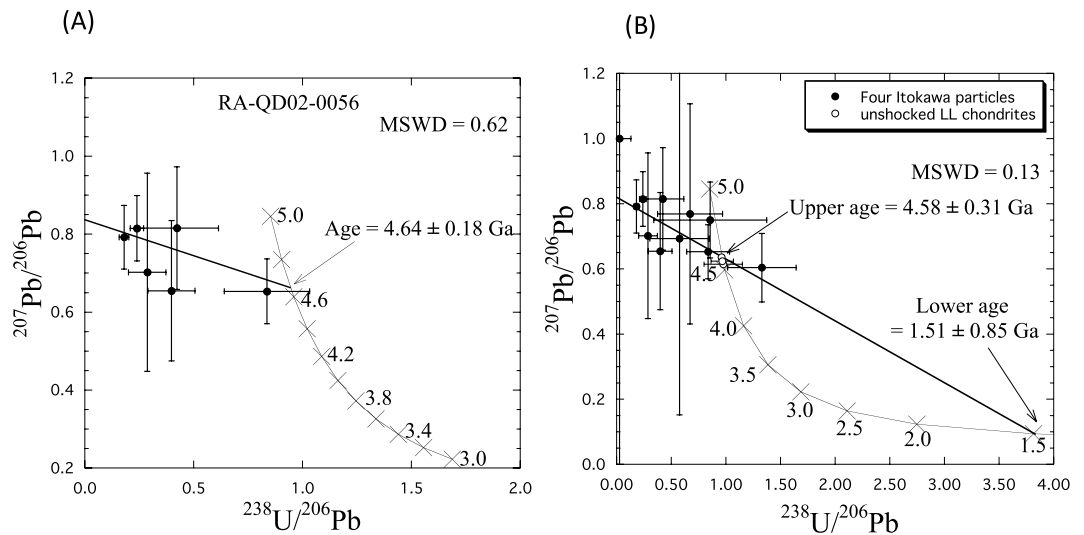 (A)
RA-QD02-0056
MSWD = 0.62
Age = 4.64 ± 0.18 Ga
5.0
4.6
4.2
3.8
3.4
3.0
1.2
1.0
0.8
0.6
0.4
0.2
0.0 0.5 1.0 1.5 2.0
207Pb/206Pb
238U/206Pb
(B)
Four Itokawa particles
unshocked LL chondrites
MSWD = 0.13
Upper age = 4.58 ± 0.31 Ga
Lower age
= 1.51 ± 0.85 Ga
5.0
4.5
4.0
3.5
3.0
2.5
2.0
1.5
1.2
1.0
0.8
0.6
0.4
0.2
0.0
0.00 0.50 1.00 1.50 2.00 2.50 3.00 3.50 4.00
207Pb/206Pb
238U/206Pb